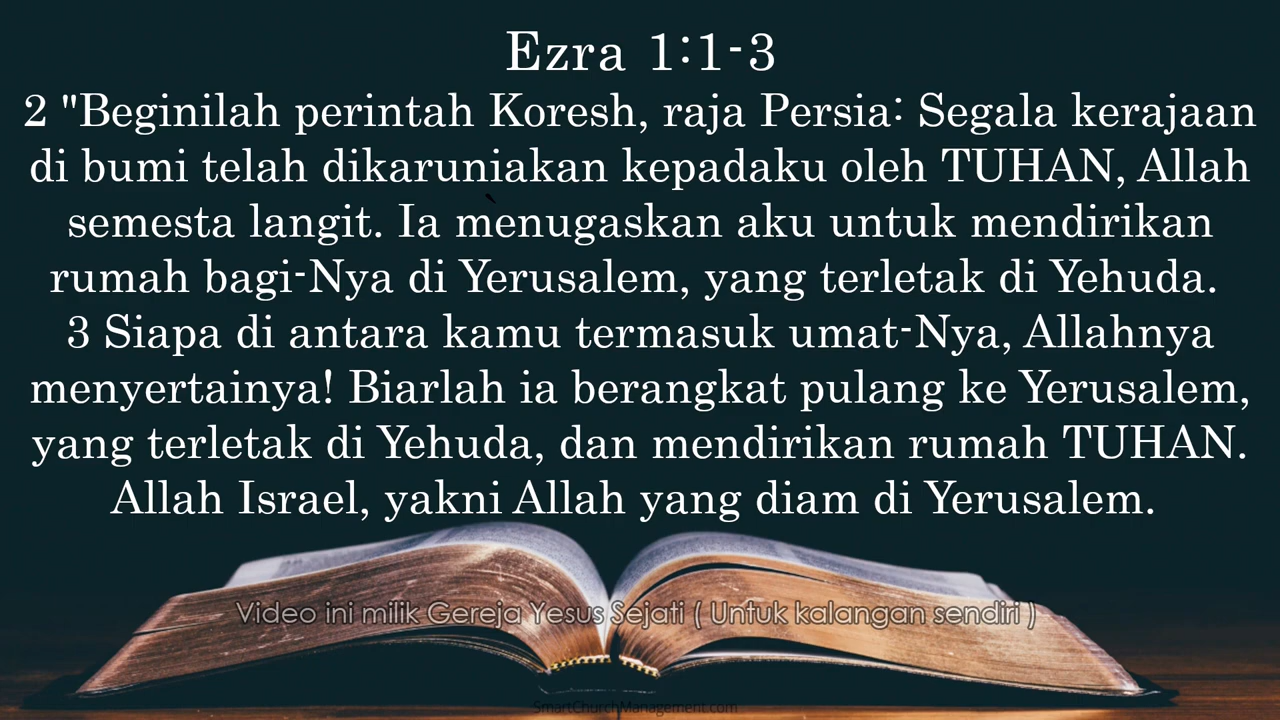 Ezra 1:1-3
2 "Beginilah perintah Koresh, raja Persia: Segala kerajaan
di bumi telah dikaruniakan kepadaku oleh TUHAN, Allah
semesta langit. Ia menugaskan aku untuk mendirikan
rumah bagi-Nya di Yerusalem, yang terletak di Yehuda.
3 Siapa di antara kamu termasuk umat-Nya, Allahnya
menyertainya! Biarlah ia berangkat pulang ke Yerusalem,
yang terletak di Yehuda, dan mendirikan rumah TUHAN.
Allah Israel, yakni Allah yang diam di Yerusalem.
Video ini milik Gereja Yesus Sejati ( Untuk kalangan sendiri )
SmartChurchManagement.com